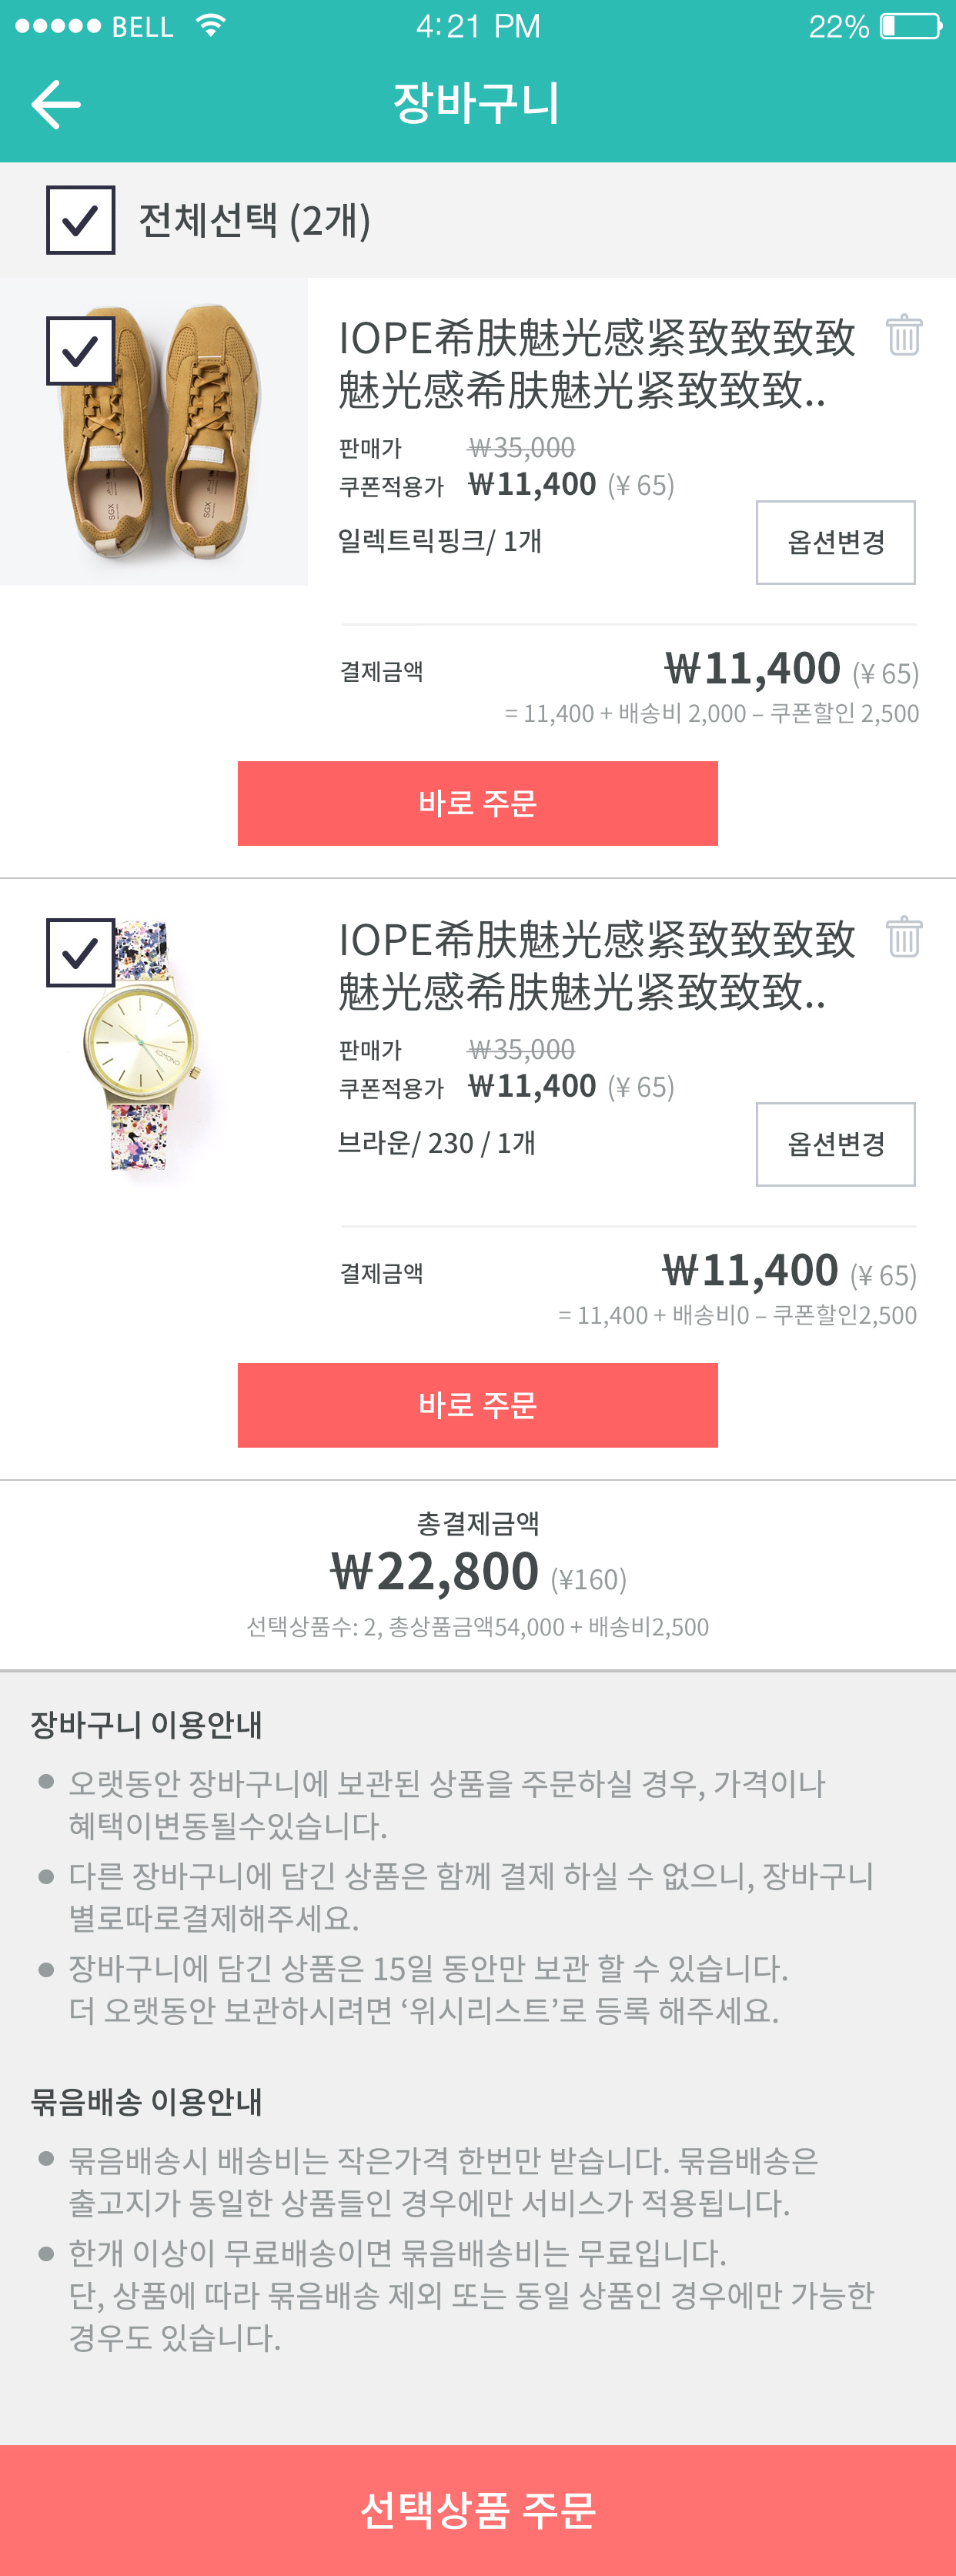 BELL 4:21 PM 22%
장바구니
전체선택 (2개)
IOPE希肤魅光感紧致致致致
魅光感希肤魅光紧致致致..
판매가 ₩35,000
쿠폰적용가 ₩11,400 (¥ 65)
일렉트릭핑크/ 1개
옵션변경
결제금액 ₩11,400 (¥ 65)
= 11,400 + 배송비 2,000 – 쿠폰할인 2,500
바로 주문
IOPE希肤魅光感紧致致致致
魅光感希肤魅光紧致致致..
판매가 ₩35,000
쿠폰적용가 ₩11,400 (¥ 65)
브라운/ 230 / 1개
옵션변경
결제금액 ₩11,400 (¥ 65)
= 11,400 + 배송비0 – 쿠폰할인2,500
바로 주문
총결제금액
₩22,800 (¥160)
선택상품수: 2, 총상품금액54,000 + 배송비2,500
장바구니 이용안내
● 오랫동안 장바구니에 보관된 상품을 주문하실 경우, 가격이나
혜택이변동될수있습니다.
● 다른 장바구니에 담긴 상품은 함께 결제 하실 수 없으니, 장바구니
별로따로결제해주세요.
● 장바구니에 담긴 상품은 15일 동안만 보관 할 수 있습니다.
더 오랫동안 보관하시려면 ‘위시리스트’로 등록 해주세요.
묶음배송 이용안내
● 묶음배송시 배송비는 작은가격 한번만 받습니다. 묶음배송은
출고지가 동일한 상품들인 경우에만 서비스가 적용됩니다.
● 한개 이상이 무료배송이면 묶음배송비는 무료입니다.
단, 상품에 따라 묶음배송 제외 또는 동일 상품인 경우에만 가능한
경우도 있습니다.
선택상품 주문